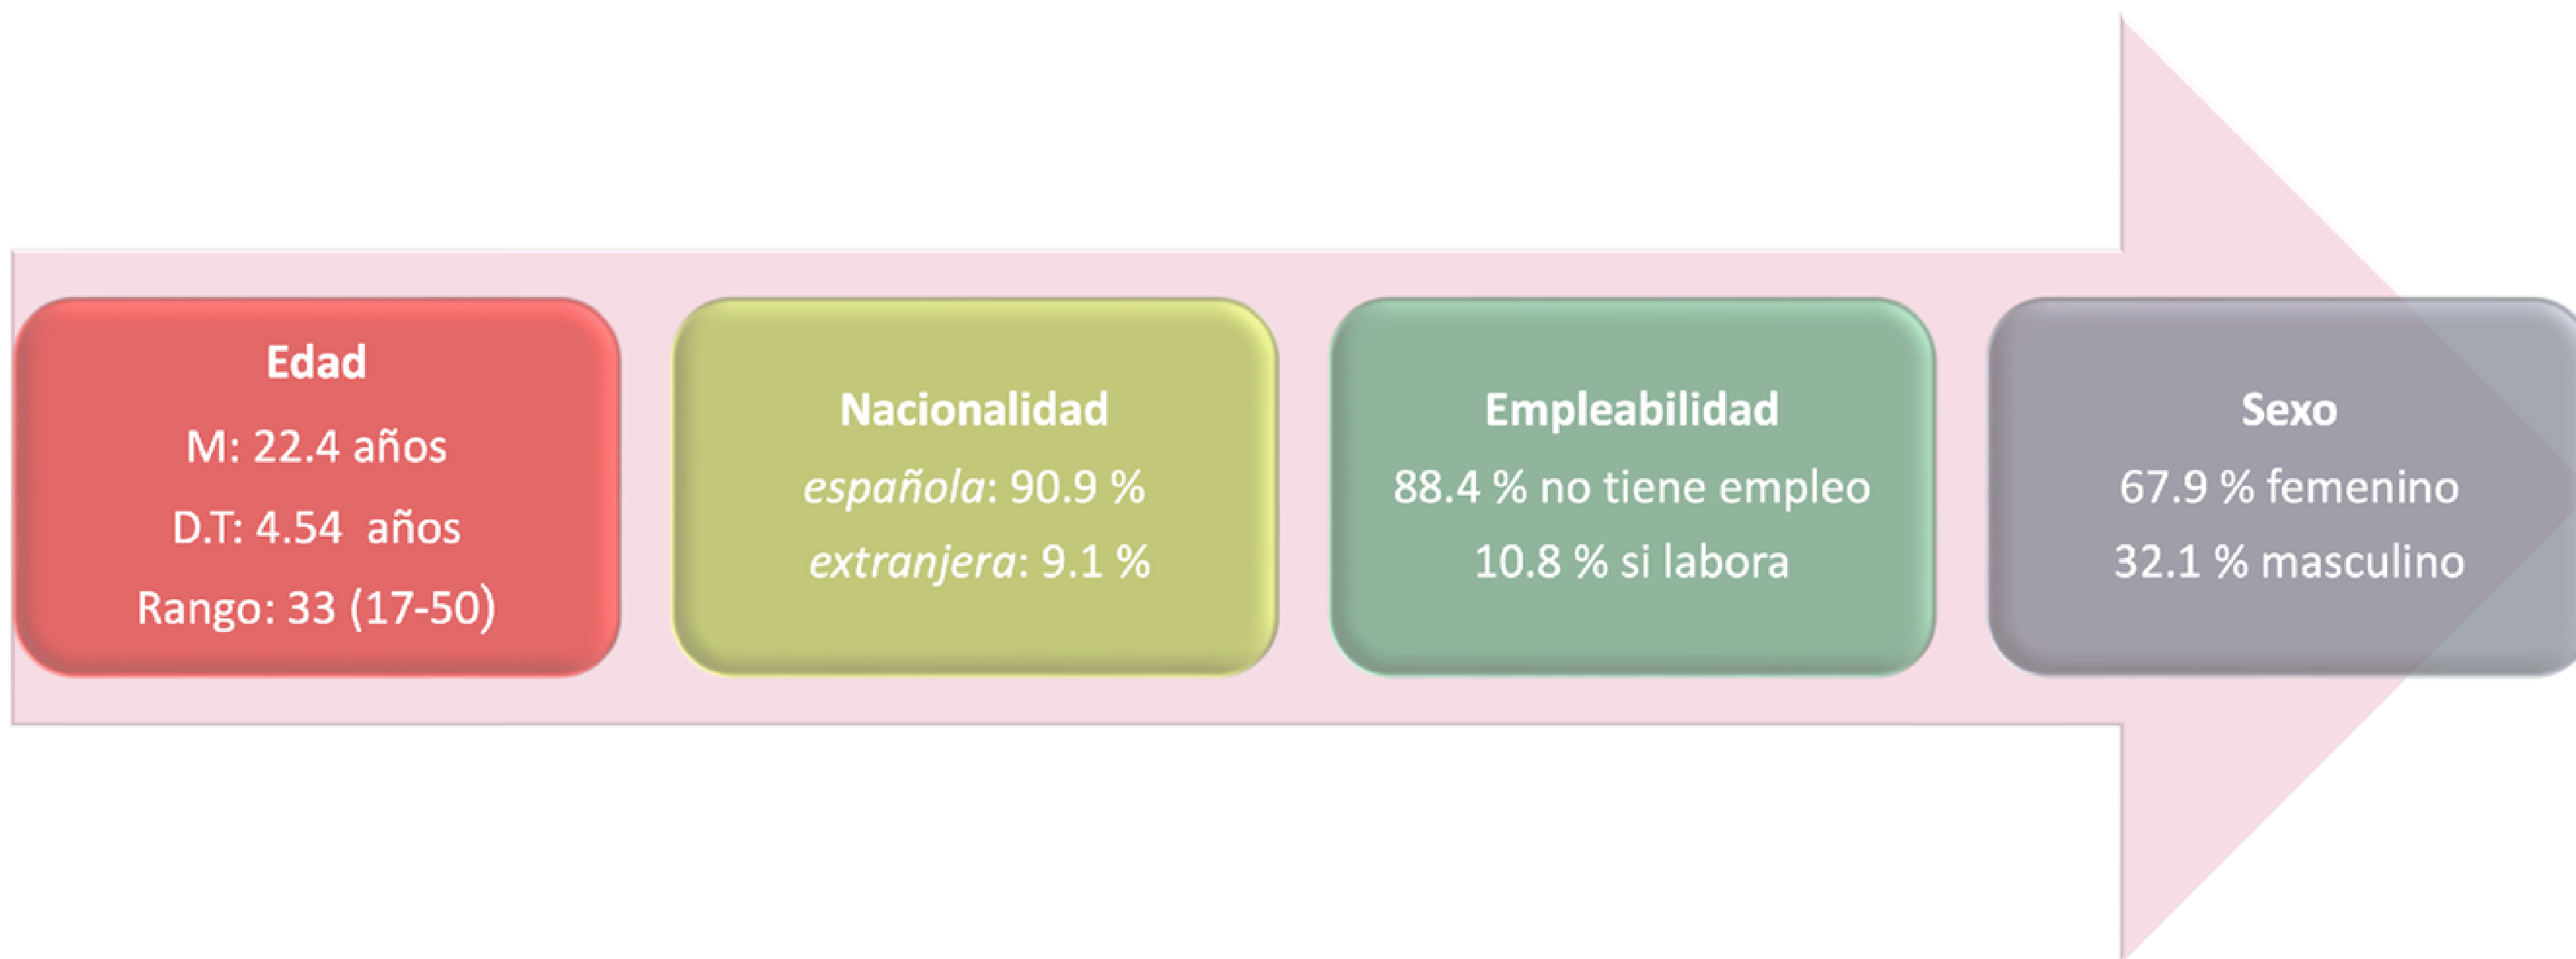 Edad
M: 22.4 años
D.T: 4.54 años
Rango: 33 (17-50)
Nacionalidad
española: 90.9 %
extranjera: 9.1 %
Empleabilidad
88.4 % no tiene empleo
10.8 % si labora
Sexo
67.9 % femenino
32.1 % masculino